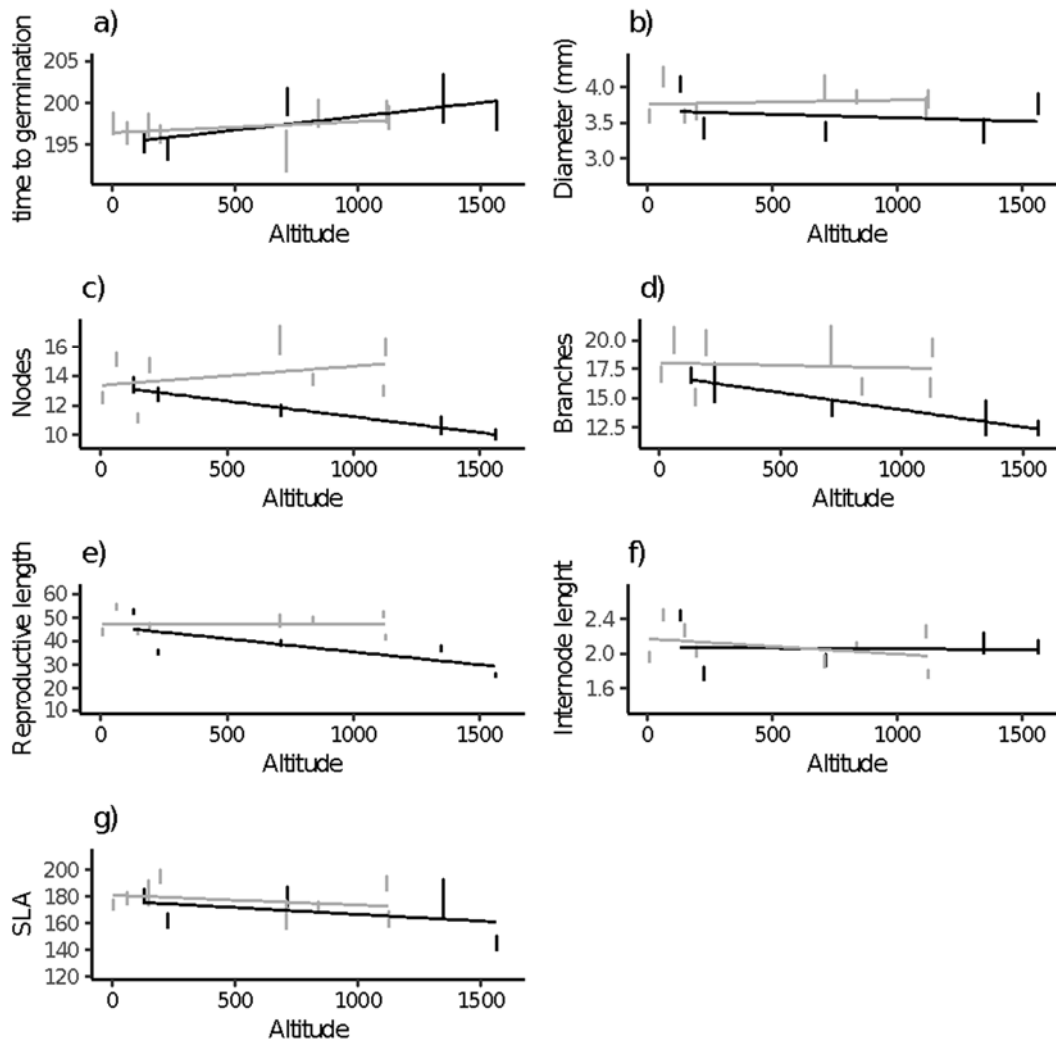 a)
time to germination
205
200
195
0 500 1000 1500
Altitude
b)
Diameter (mm)
4.0
3.5
3.0
0 500 1000 1500
Altitude
c)
Nodes
16
14
12
10
0 500 1000 1500
Altitude
d)
Branches
20.0
17.5
15.0
12.5
0 500 1000 1500
Altitude
e)
Reproductive length
60
50
40
30
20
10
0 500 1000 1500
Altitude
f)
Internode lenght
2.4
2.0
1.6
0 500 1000 1500
Altitude
g)
SLA
200
180
160
140
120
0 500 1000 1500
Altitude